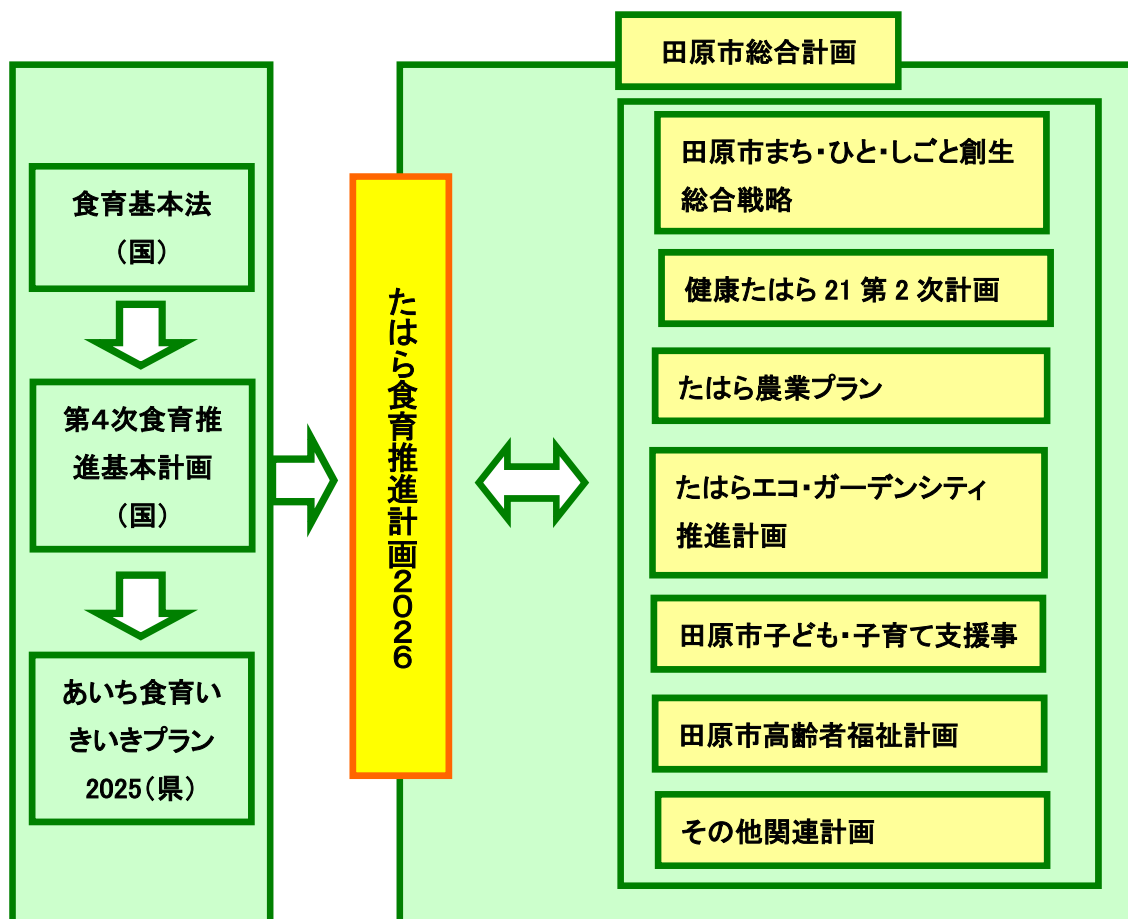 食育基本法
（国）
第４次食育推
進基本計画
（国）
あいち食育い
きいきプラン
2025（県）
たはら食育推進計画２０２６
田原市総合計画
田原市まち・ひと・しごと創生
総合戦略
健康たはら 21 第 2 次計画
たはら農業プラン
たはらエコ・ガーデンシティ
推進計画
田原市子ども・子育て支援事
田原市高齢者福祉計画
その他関連計画